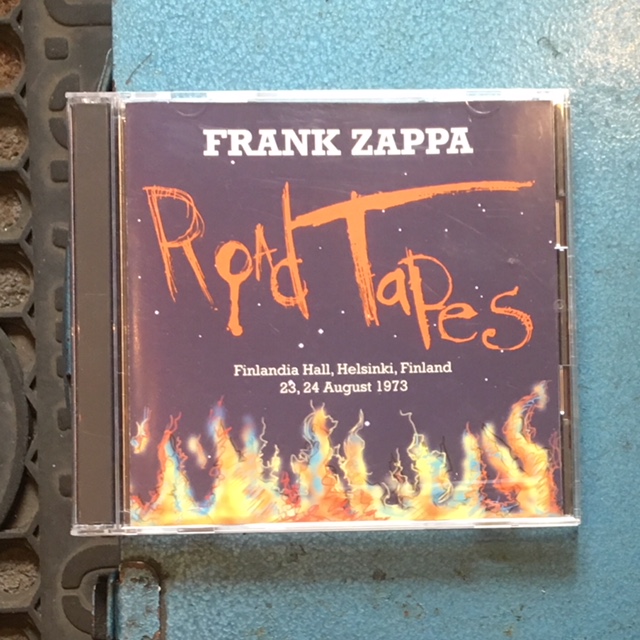 FRANK ZAPPA
Road Tapes
Finlandia Hall, Helsinki, Finland
23, 24 August 1973